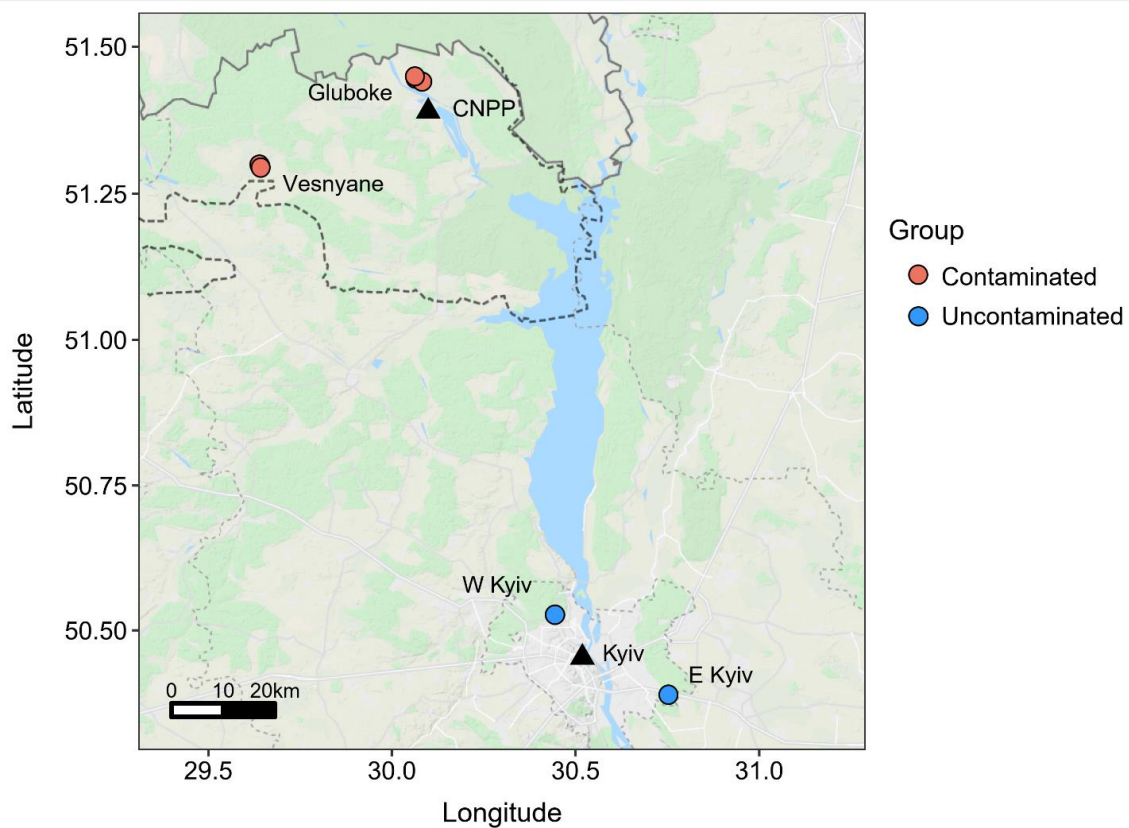 51.50
51.25
51.00
50.75
50.50
Latitude
Gluboke
CNPP
Vesnyane
W Kyiv
Kyiv
E Kyiv
0 10 20km
29.5 30.0 30.5 31.0
Longitude
Group
Contaminated
Uncontaminated